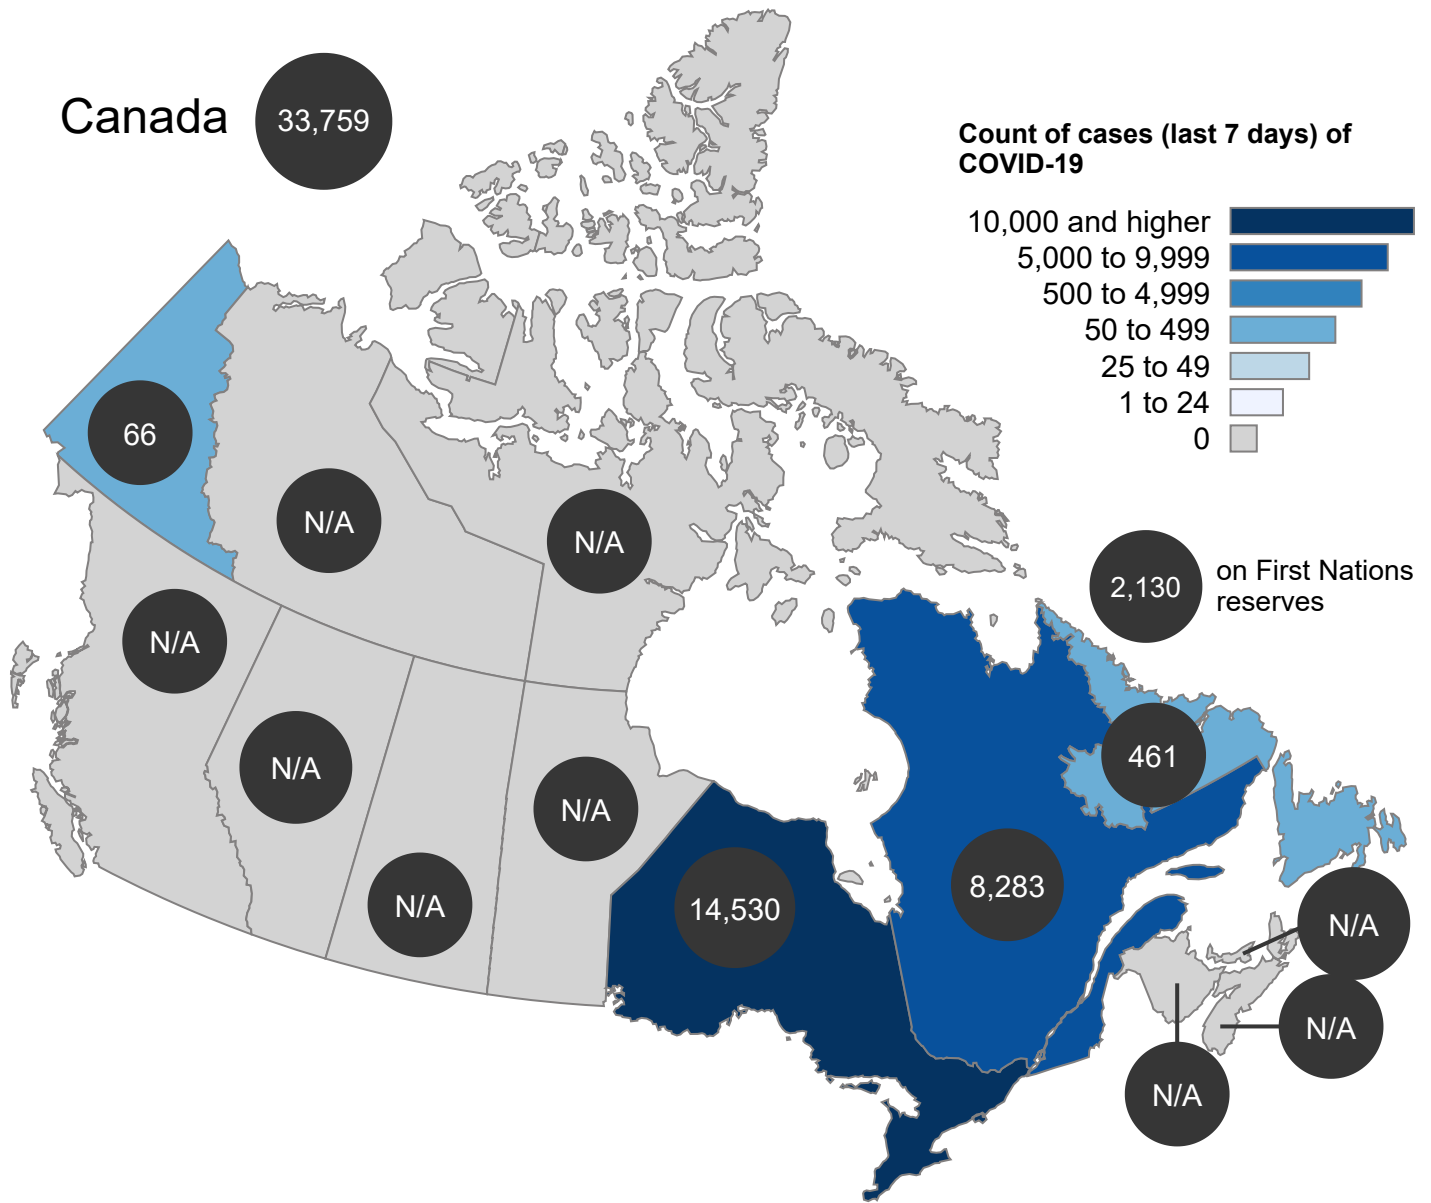 Canada
33,759
Count of cases (last 7 days) of
COVID-19
10,000 and higher
5,000 to 9,999
500 to 4,999
50 to 499
25 to 49
1 to 24
0
66
N/A
N/A
2,130
on First Nations
reserves
N/A
N/A
461
N/A
8,283
N/A
14,530
N/A
N/A
N/A